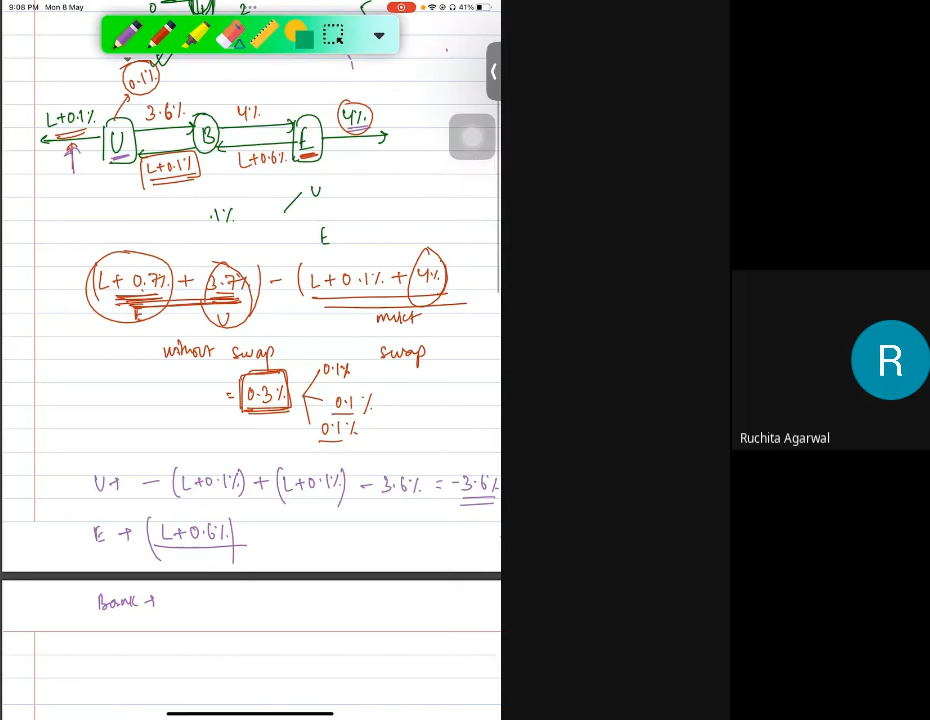 9:08 PM Mon 8 May
41%
0 2
0.1%
L+0.1% 3.6% 4% 4%
U B E
L+0.1% L+0.6%
U
.1%
E
(L+ 0.7% + 3.7%) - (L+0.1% + 4%)
E U
without swap swap
0.1%
= 0.3% 0.1%
0.1%
U→ - (L+0.1%) + (L+0.1%) - 3.6% = -3.6%
E → (L+0.6%)
Bank →
R
Ruchita Agarwal